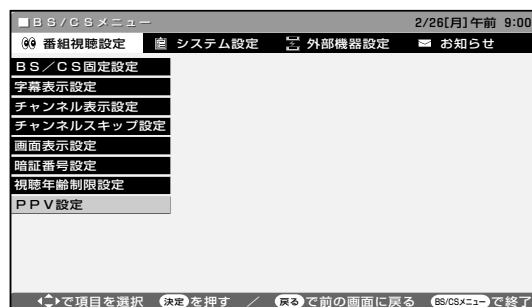 ■BS/CSメニュー 2/26[月]午前 9:00
番組視聴設定 システム設定 外部機器設定 お知らせ
BS/CS固定設定
字幕表示設定
チャンネル表示設定
チャンネルスキップ設定
画面表示設定
暗証番号設定
視聴年齢制限設定
PPV設定
で項目を選択 決定を押す / 戻るで前の画面に戻る BS/CSメニューで終了